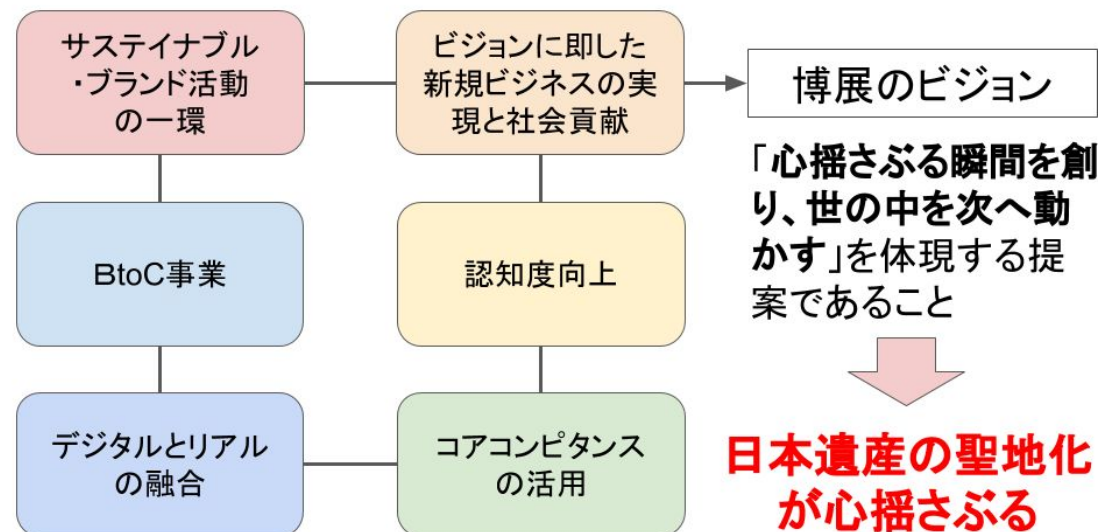 サステイナブル
・ブランド活動
の一環
ビジョンに即した
新規ビジネスの実
現と社会貢献
博展のビジョン
「心揺さぶる瞬間を創
り、世の中を次へ動
かす」を体現する提
案であること
BtoC事業
認知度向上
デジタルとリアル
の融合
コアコンピタンス
の活用
日本遺産の聖地化
が心揺さぶる